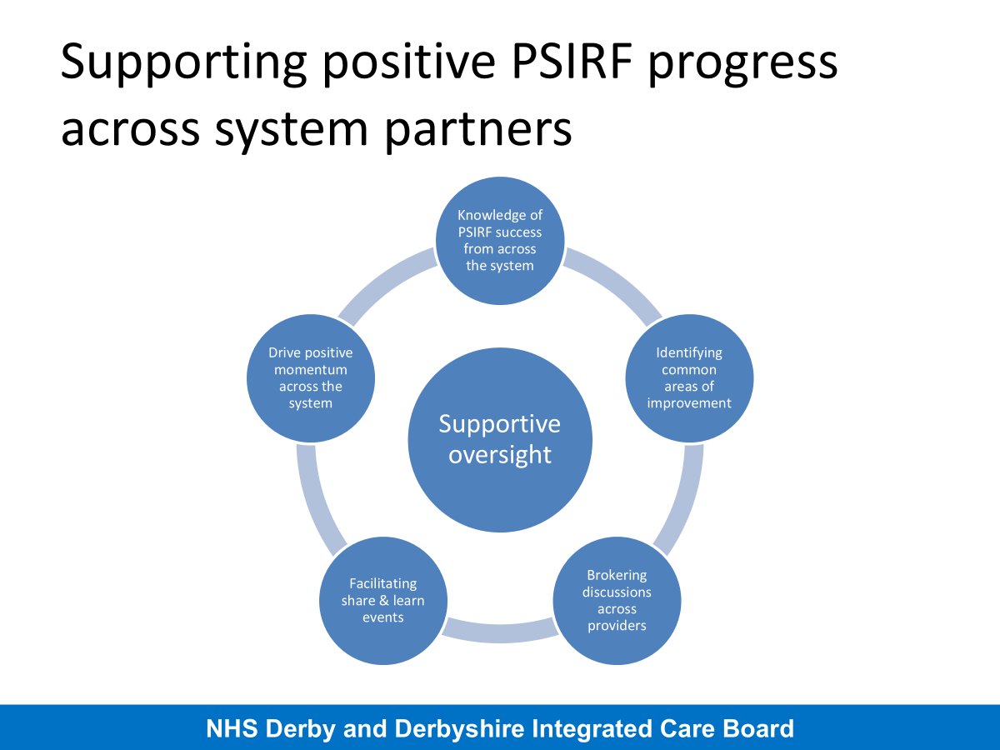 Supporting positive PSIRF progress
across system partners
Knowledge of
PSIRF success
from across
the system
Identifying
common
areas of
improvement
Brokering
discussions
across
providers
Facilitating
share & learn
events
Drive positive
momentum
across the
system
Supportive
oversight
NHS Derby and Derbyshire Integrated Care Board